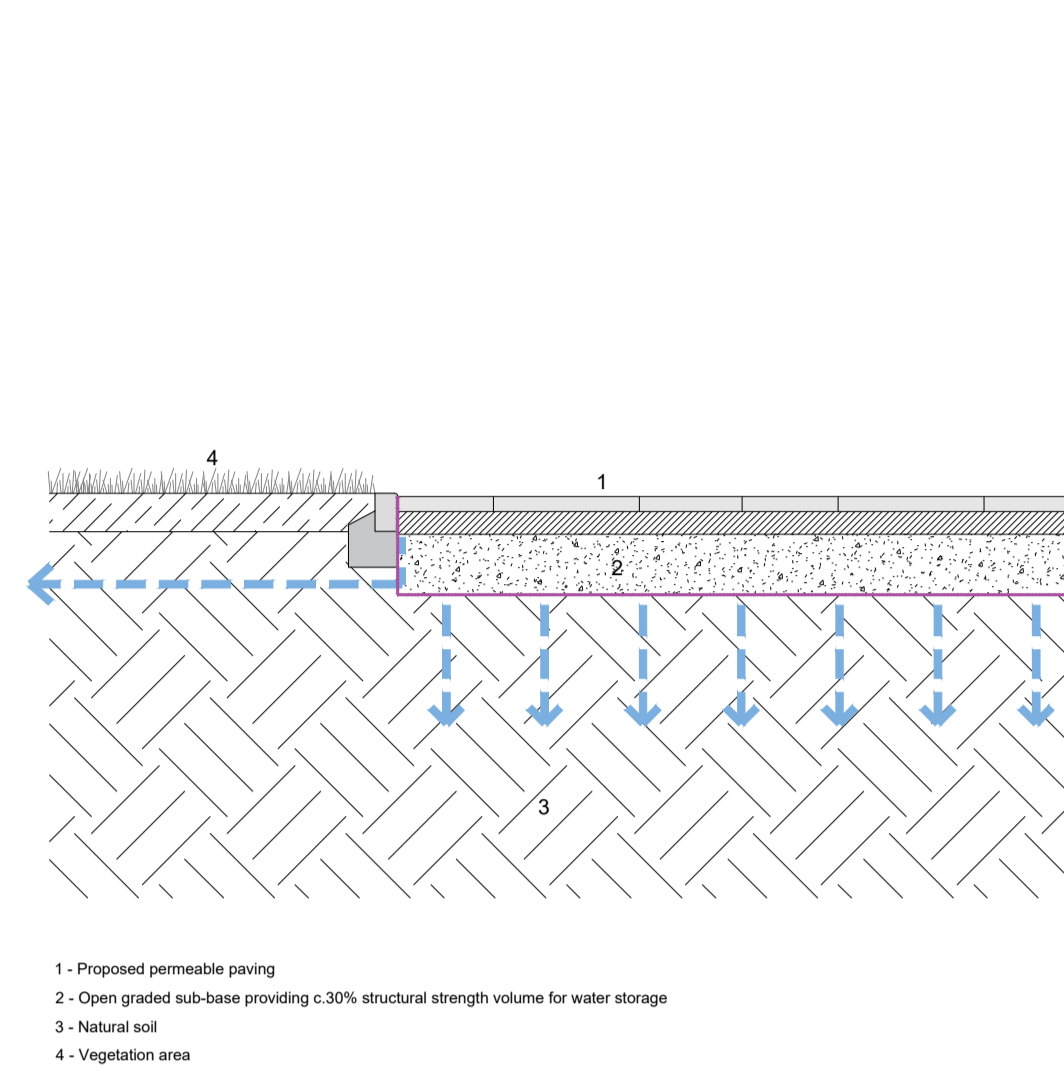 4
1
2
3
1 - Proposed permeable paving
2 - Open graded sub-base providing c.30% structural strength volume for water storage
3 - Natural soil
4 - Vegetation area